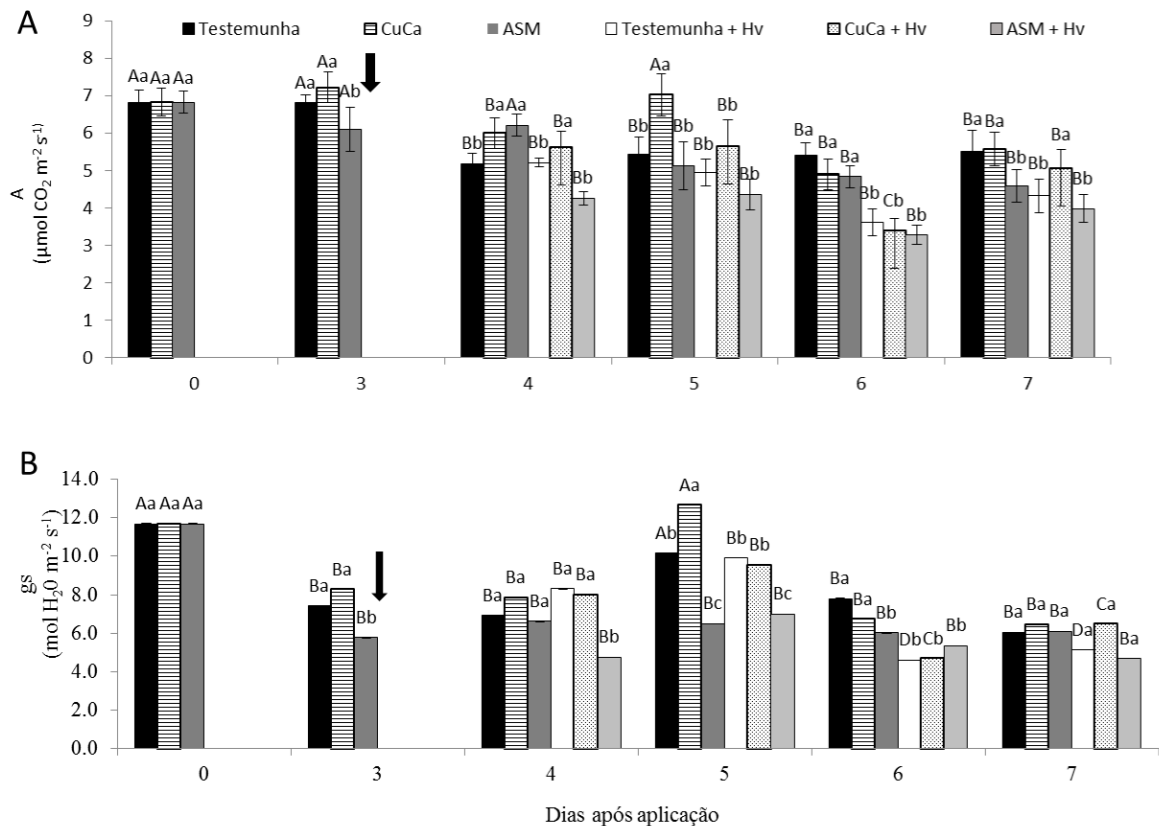 A
Testemunha CuCa ASM Testemunha + Hv CuCa + Hv ASM + Hv
9
8
7
6
5
4
3
2
1
0
A
(µmol CO₂ m⁻² s⁻¹)
Aa Aa Aa
Aa Aa Ab
Bb Ba Aa Bb Ba Bb
Bb Aa Bb Bb Bb Bb
Ba Ba Ba Bb Cb Bb
Ba Ba Bb Bb Ba Bb
0 3 4 5 6 7
B
14.0
12.0
10.0
8.0
6.0
4.0
2.0
0.0
gs
(mol H₂0 m⁻² s⁻¹)
Aa Aa Aa
Ba Ba Bb
Ba Ba Ba Ba Ba Bb
Ab Aa Bc Bb Bb Bc
Ba Ba Bb Db Cb Bb
Ba Ba Ba Da Ca Ba
0 3 4 5 6 7
Dias após aplicação